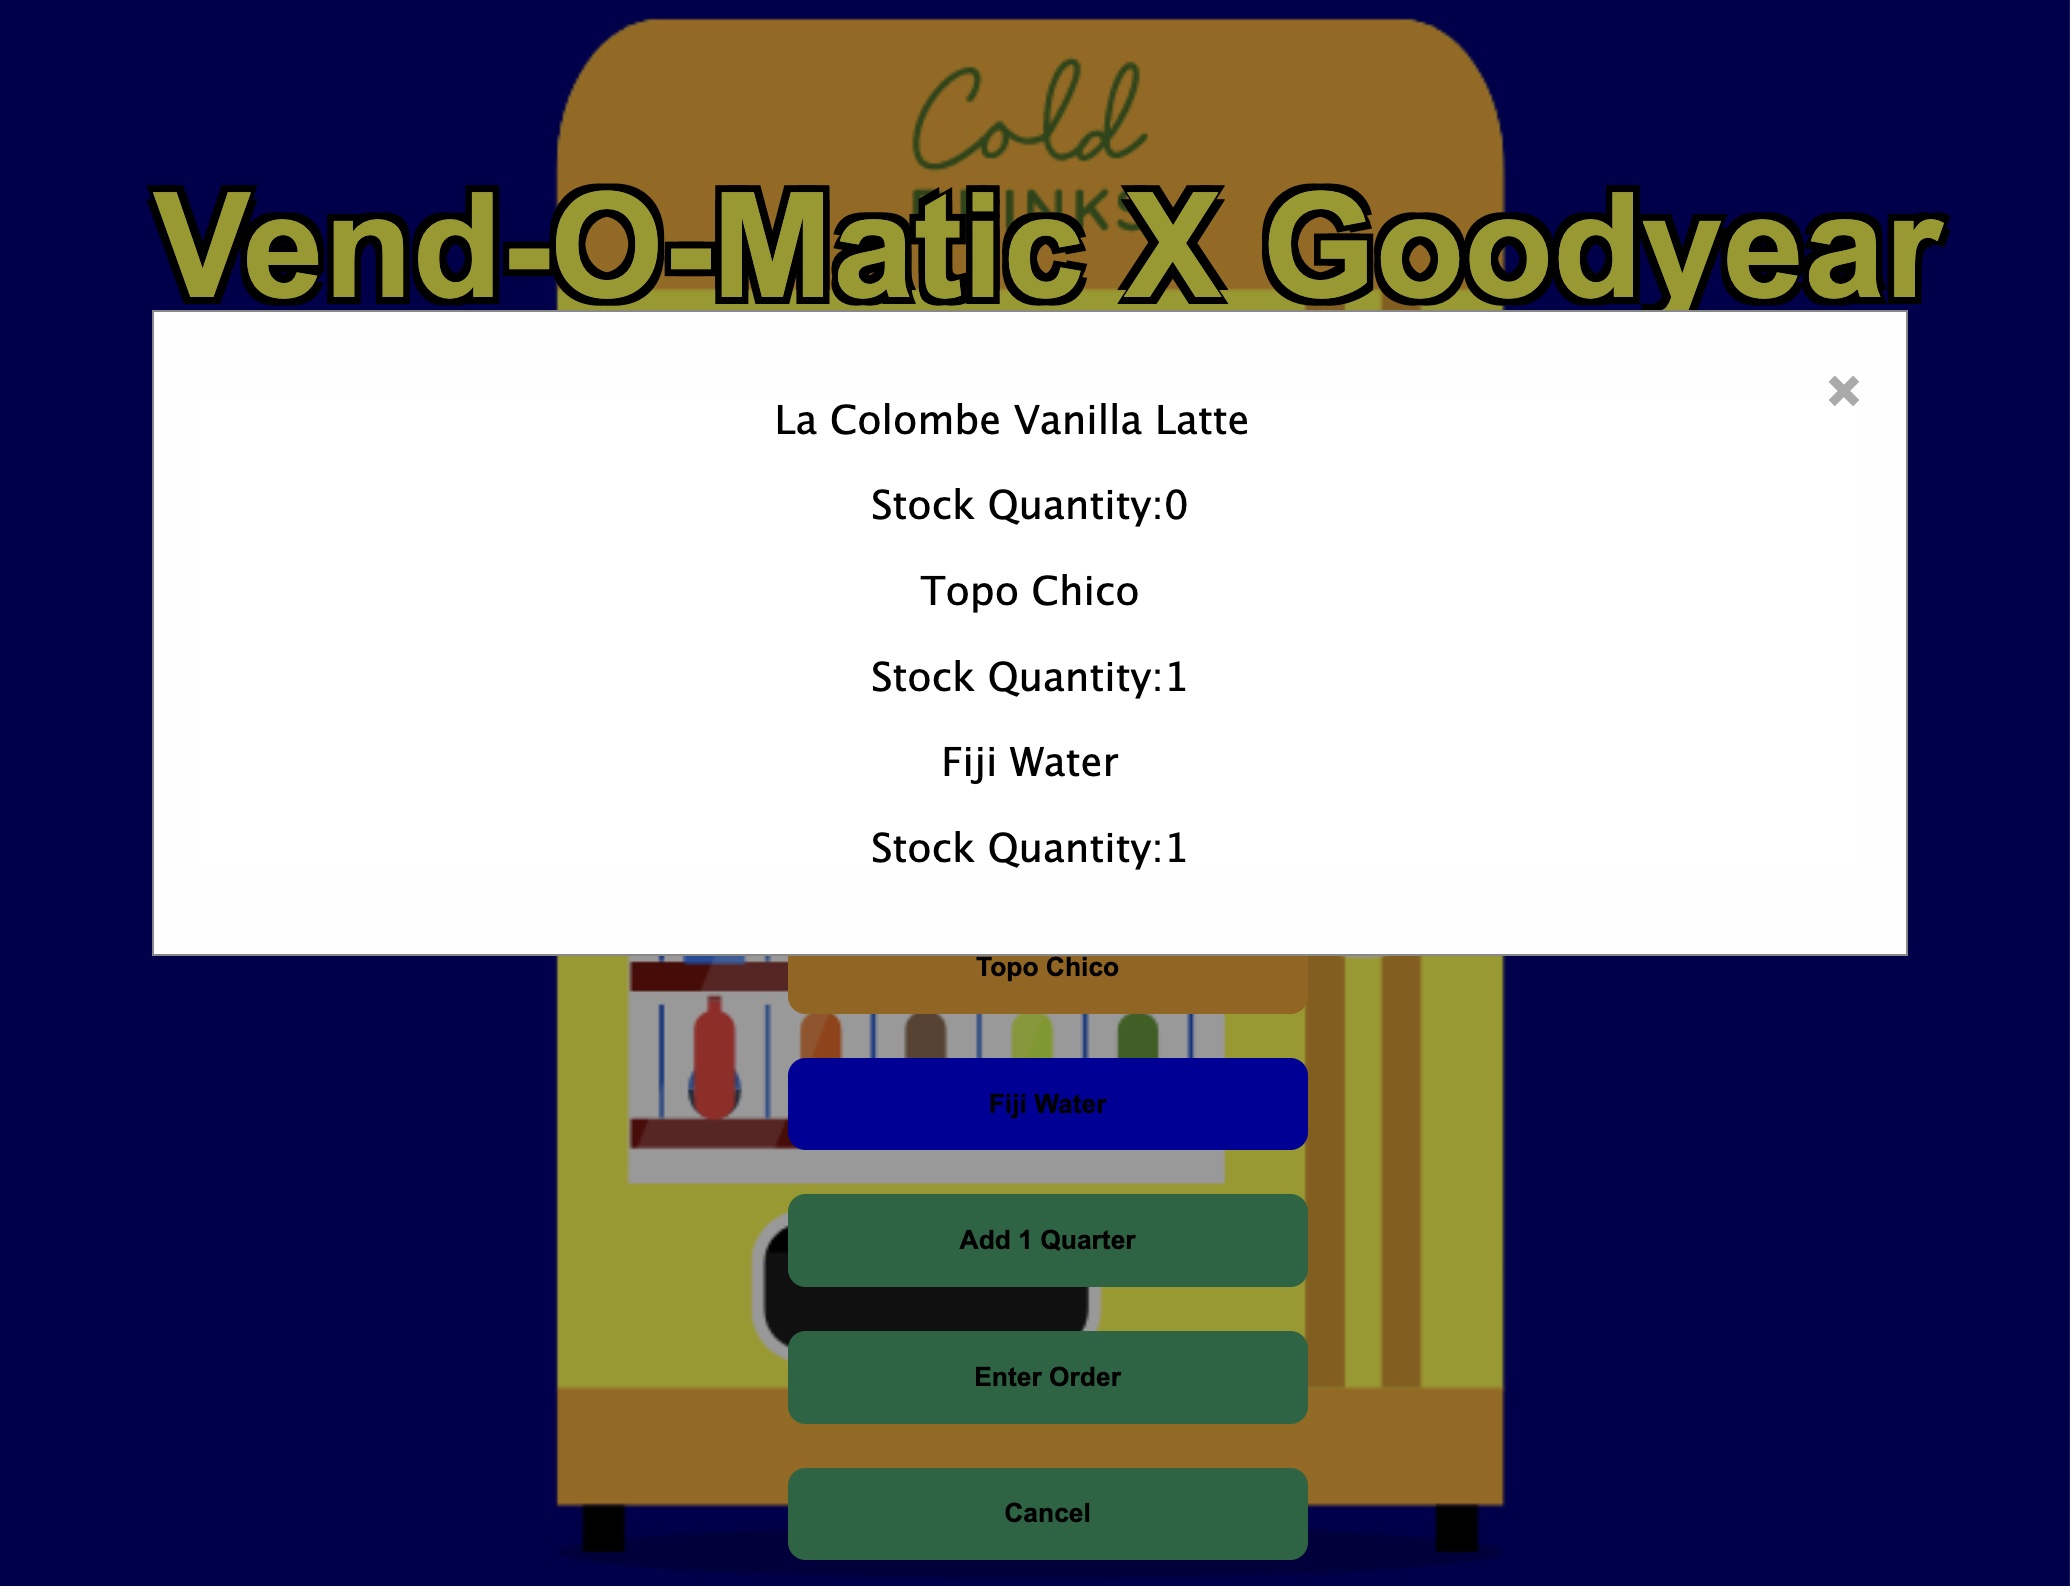 Cold
DRINKS
Vend-O-Matic X Goodyear
La Colombe Vanilla Latte
Stock Quantity:0
Topo Chico
Stock Quantity:1
Fiji Water
Stock Quantity:1
Topo Chico
Fiji Water
Add 1 Quarter
Enter Order
Cancel